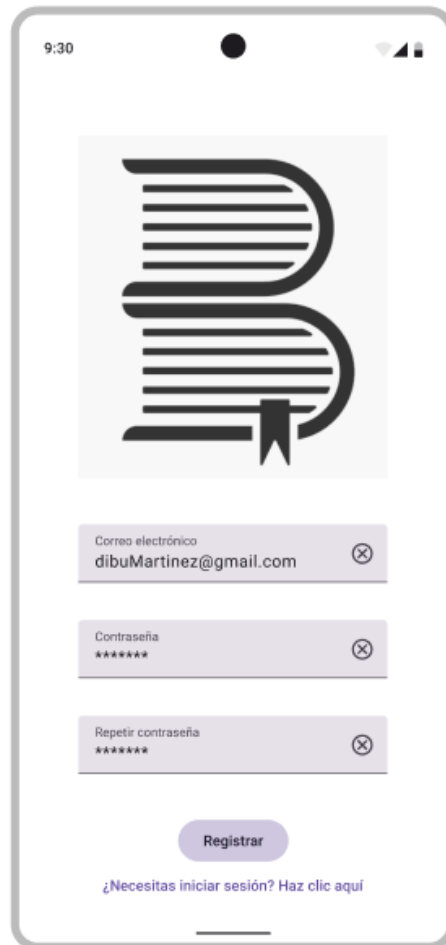 9:30
Correo electrónico
dibuMartinez@gmail.com
Contraseña
*******
Repetir contraseña
*******
Registrar
¿Necesitas iniciar sesión? Haz clic aquí